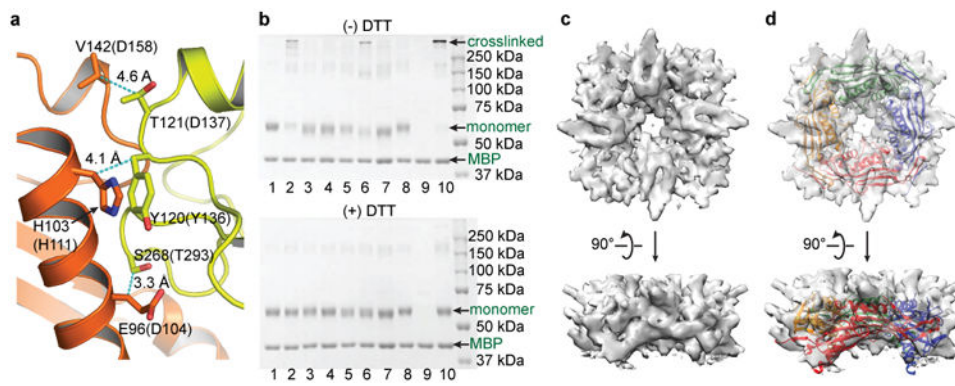 a
V142(D158)
4.6 A
T121(D137)
4.1 A
H103
(H111)
Y120(Y136)
S268(T293)
3.3 A
E96(D104)
b
(-) DTT
crosslinked
250 kDa
150 kDa
100 kDa
75 kDa
monomer
50 kDa
MBP
37 kDa
1 2 3 4 5 6 7 8 9 10
(+) DTT
250 kDa
150 kDa
100 kDa
75 kDa
monomer
50 kDa
MBP
37 kDa
1 2 3 4 5 6 7 8 9 10
c
90°
d
90°